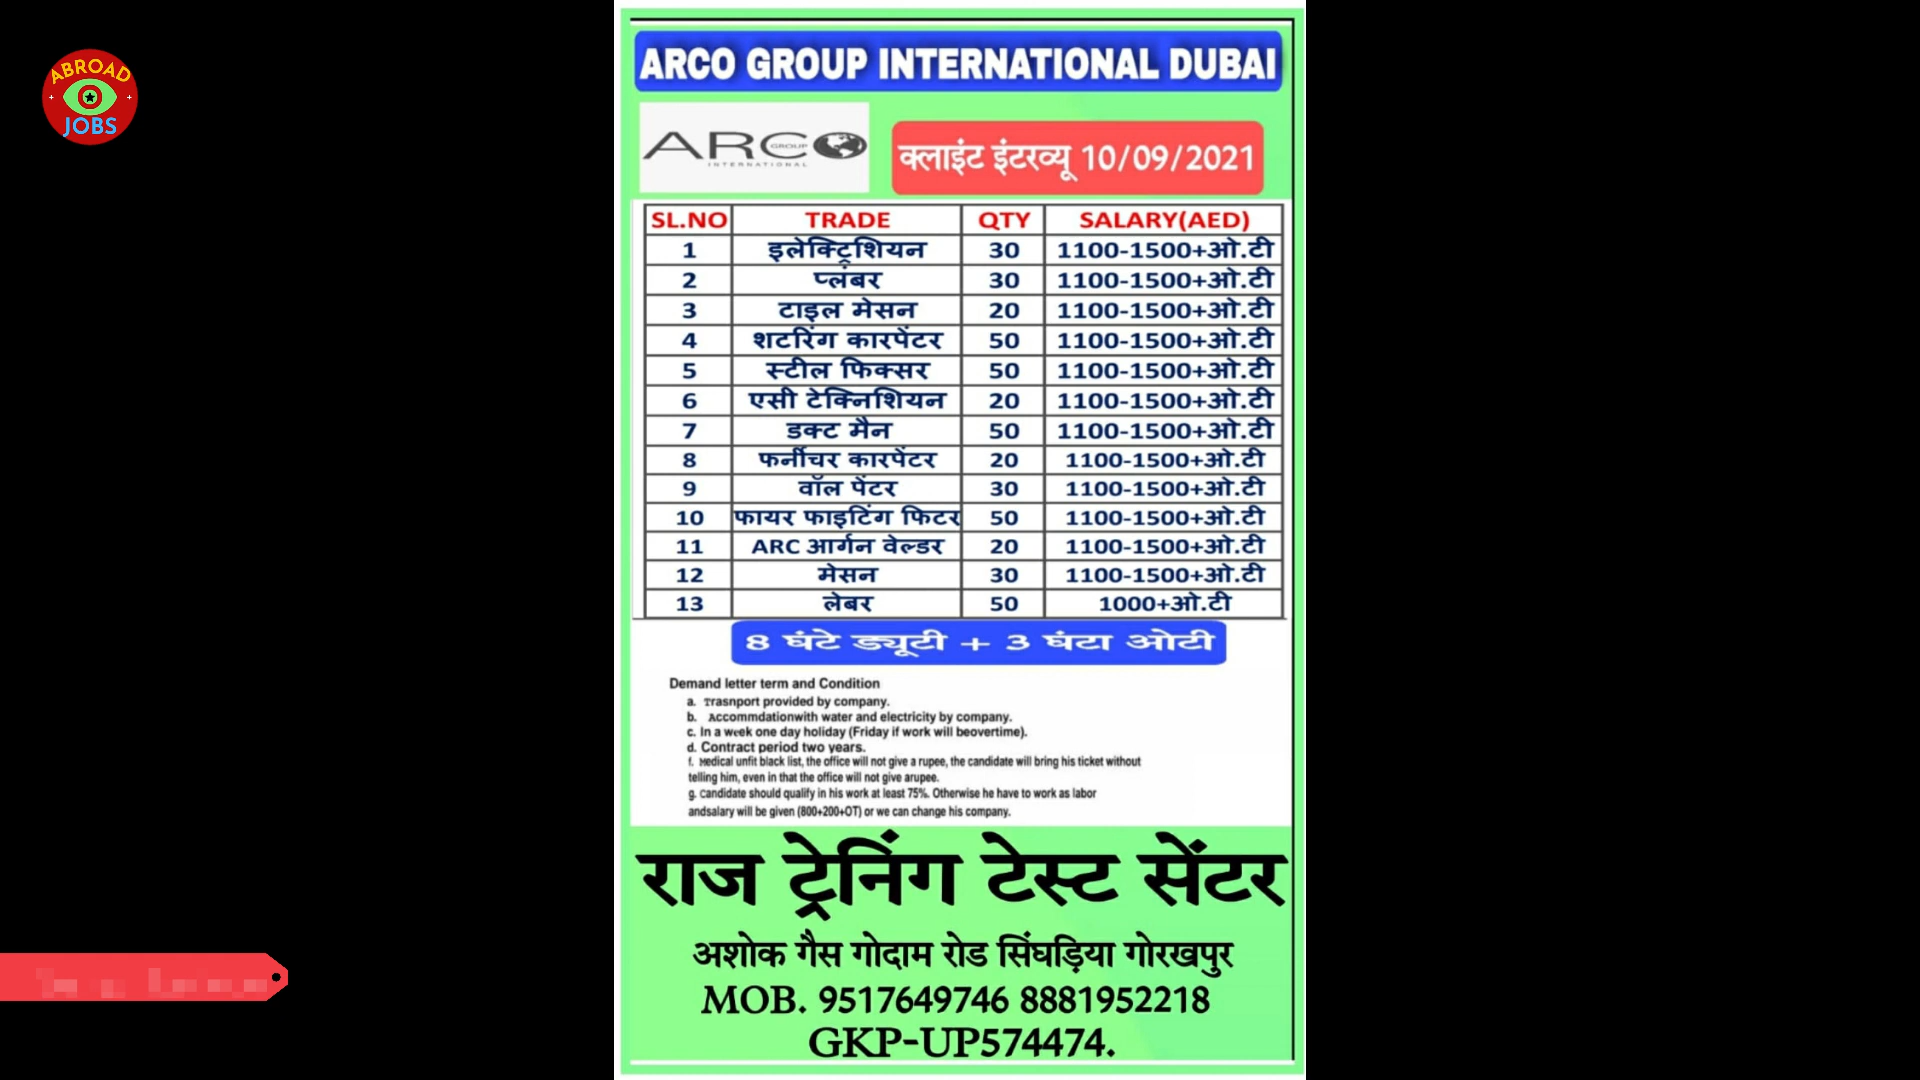 ABROAD
JOBS
ARCO GROUP INTERNATIONAL DUBAI
ARCO
GROUP
INTERNATIONAL
क्लाइंट इंटरव्यू 10/09/2021
SL.NO TRADE QTY SALARY(AED)
1 इलेक्ट्रिशियन 30 1100-1500+ओ.टी
2 प्लंबर 30 1100-1500+ओ.टी
3 टाइल मेसन 20 1100-1500+ओ.टी
4 शटरिंग कारपेंटर 50 1100-1500+ओ.टी
5 स्टील फिक्सर 50 1100-1500+ओ.टी
6 एसी टेक्निशियन 20 1100-1500+ओ.टी
7 डक्ट मैन 50 1100-1500+ओ.टी
8 फर्नीचर कारपेंटर 20 1100-1500+ओ.टी
9 वॉल पेंटर 30 1100-1500+ओ.टी
10 फायर फाइटिंग फिटर 50 1100-1500+ओ.टी
11 ARC आर्गन वेल्डर 20 1100-1500+ओ.टी
12 मेसन 30 1100-1500+ओ.टी
13 लेबर 50 1000+ओ.टी
8 घंटे ड्यूटी + 3 घंटा ओटी
Demand letter term and Condition
a. Trasnport provided by company.
b. Accommdationwith water and electricity by company.
c. In a week one day holiday (Friday if work will beovertime).
d. Contract period two years.
f. Medical unfit black list, the office will not give a rupee, the candidate will bring his ticket without
telling him, even in that the office will not give arupee.
g. Candidate should qualify in his work at least 75%. Otherwise he have to work as labor
andsalary will be given (800+200+OT) or we can change his company.
राज ट्रेनिंग टेस्ट सेंटर
अशोक गैस गोदाम रोड सिंघड़िया गोरखपुर
MOB. 9517649746 8881952218
GKP-UP574474.